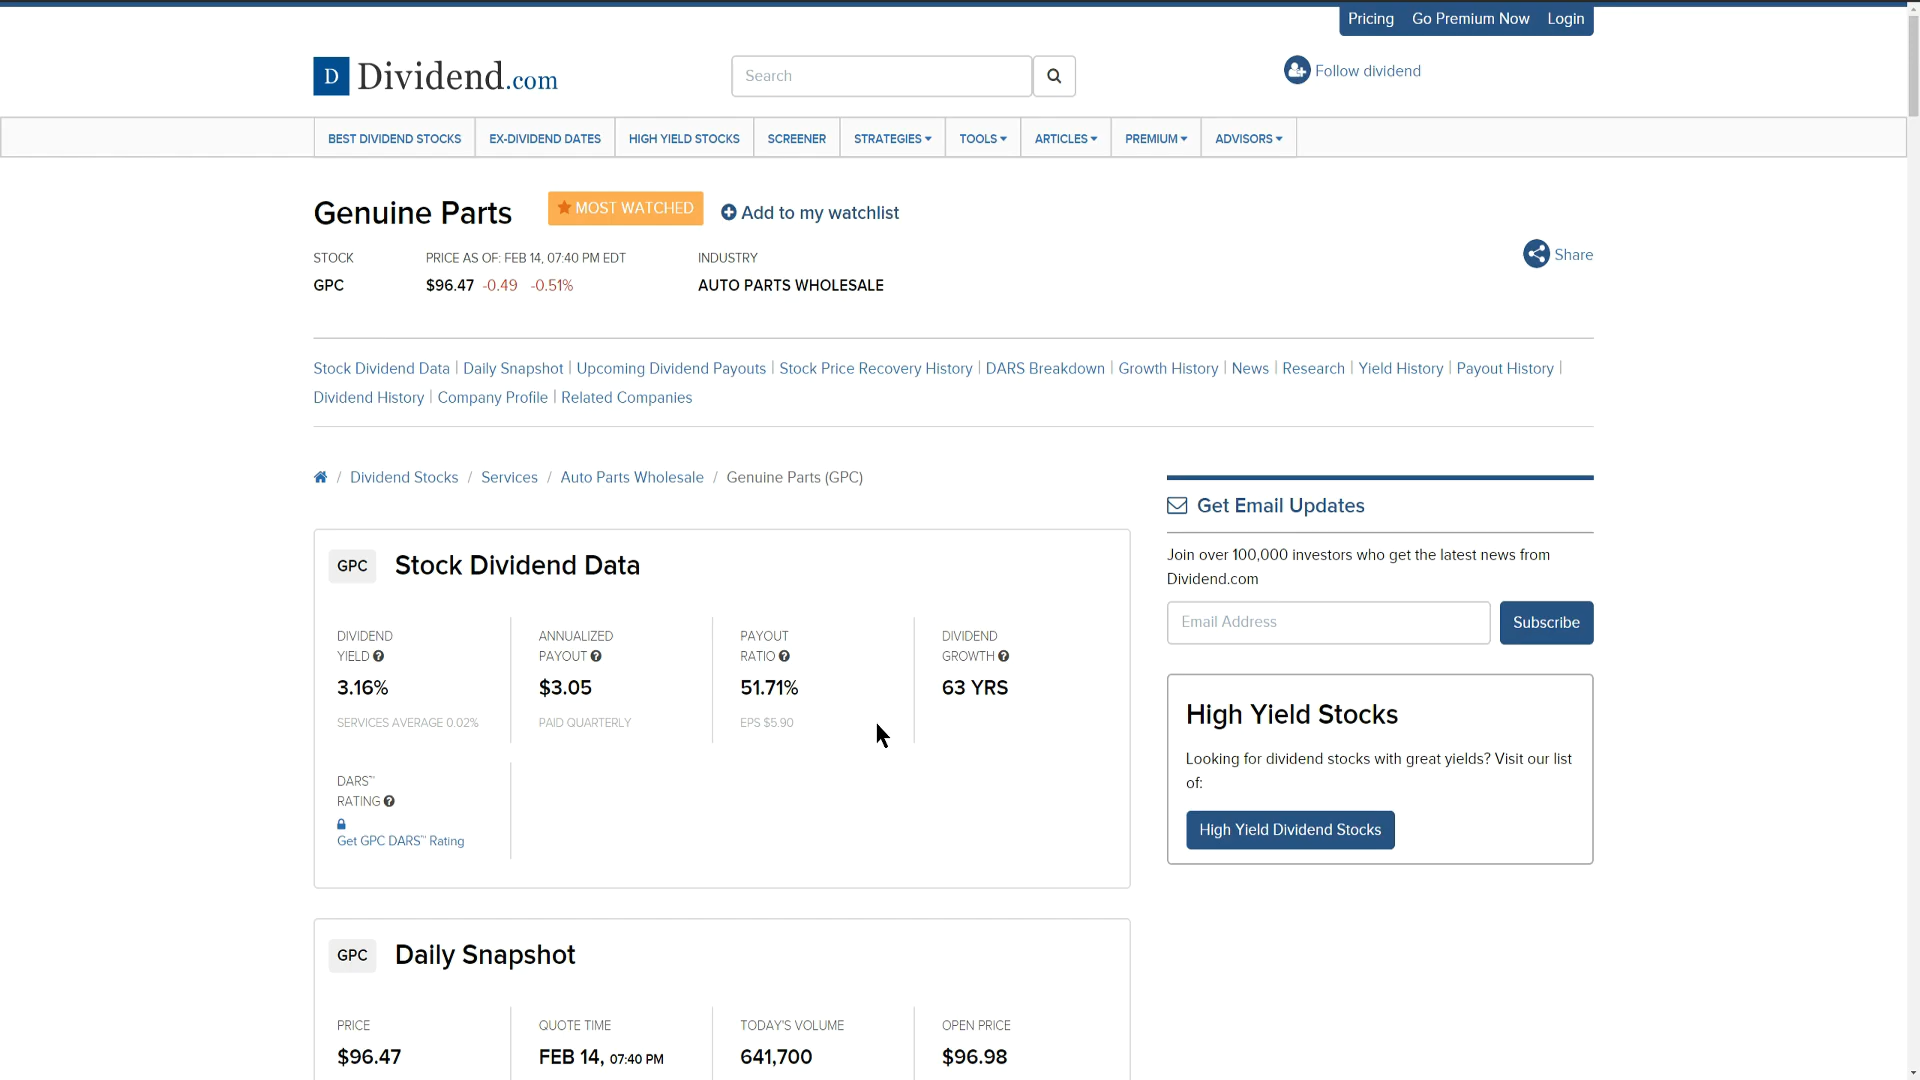 Pricing Go Premium Now Login
D Dividend.com
Search
Follow dividend
BEST DIVIDEND STOCKS EX-DIVIDEND DATES HIGH YIELD STOCKS SCREENER STRATEGIES TOOLS ARTICLES PREMIUM ADVISORS
Genuine Parts MOST WATCHED Add to my watchlist
STOCK PRICE AS OF: FEB 14, 07:40 PM EDT INDUSTRY
GPC $96.47 -0.49 -0.51% AUTO PARTS WHOLESALE
Share
Stock Dividend Data | Daily Snapshot | Upcoming Dividend Payouts | Stock Price Recovery History | DARS Breakdown | Growth History | News | Research | Yield History | Payout History |
Dividend History | Company Profile | Related Companies
/ Dividend Stocks / Services / Auto Parts Wholesale / Genuine Parts (GPC)
GPC Stock Dividend Data
DIVIDEND YIELD ?
3.16%
SERVICES AVERAGE 0.02%
ANNUALIZED PAYOUT ?
$3.05
PAID QUARTERLY
PAYOUT RATIO ?
51.71%
EPS $5.90
DIVIDEND GROWTH ?
63 YRS
DARS™
RATING ?
Get GPC DARS™ Rating
GPC Daily Snapshot
PRICE QUOTE TIME TODAY'S VOLUME OPEN PRICE
$96.47 FEB 14, 07:40 PM 641,700 $96.98
Get Email Updates
Join over 100,000 investors who get the latest news from
Dividend.com
Email Address Subscribe
High Yield Stocks
Looking for dividend stocks with great yields? Visit our list
of:
High Yield Dividend Stocks